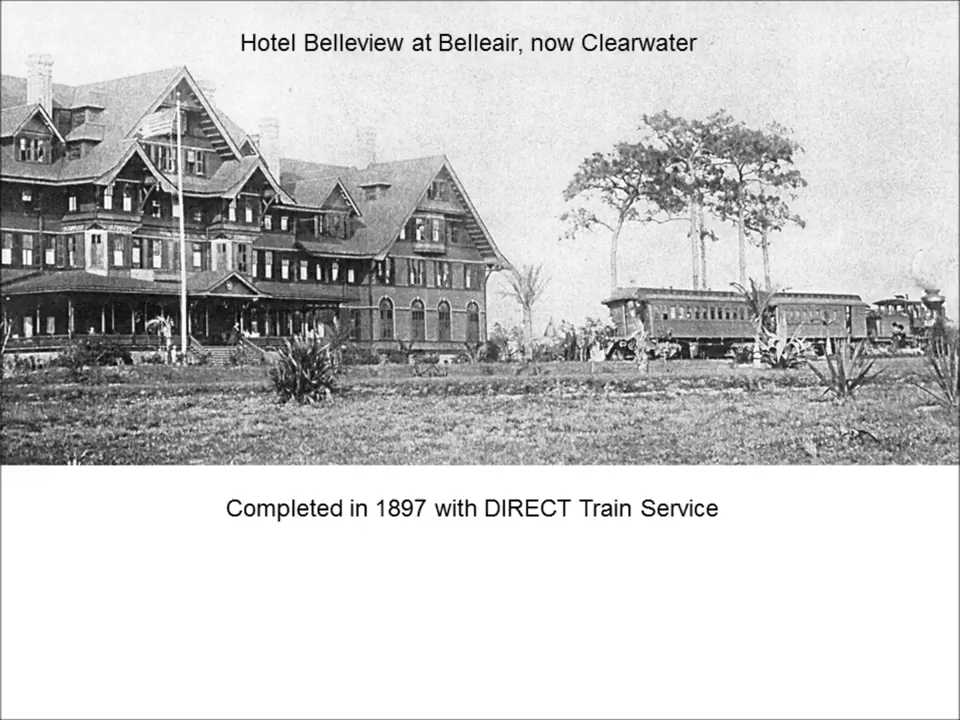 Hotel Belleview at Belleair, now Clearwater
Completed in 1897 with DIRECT Train Service